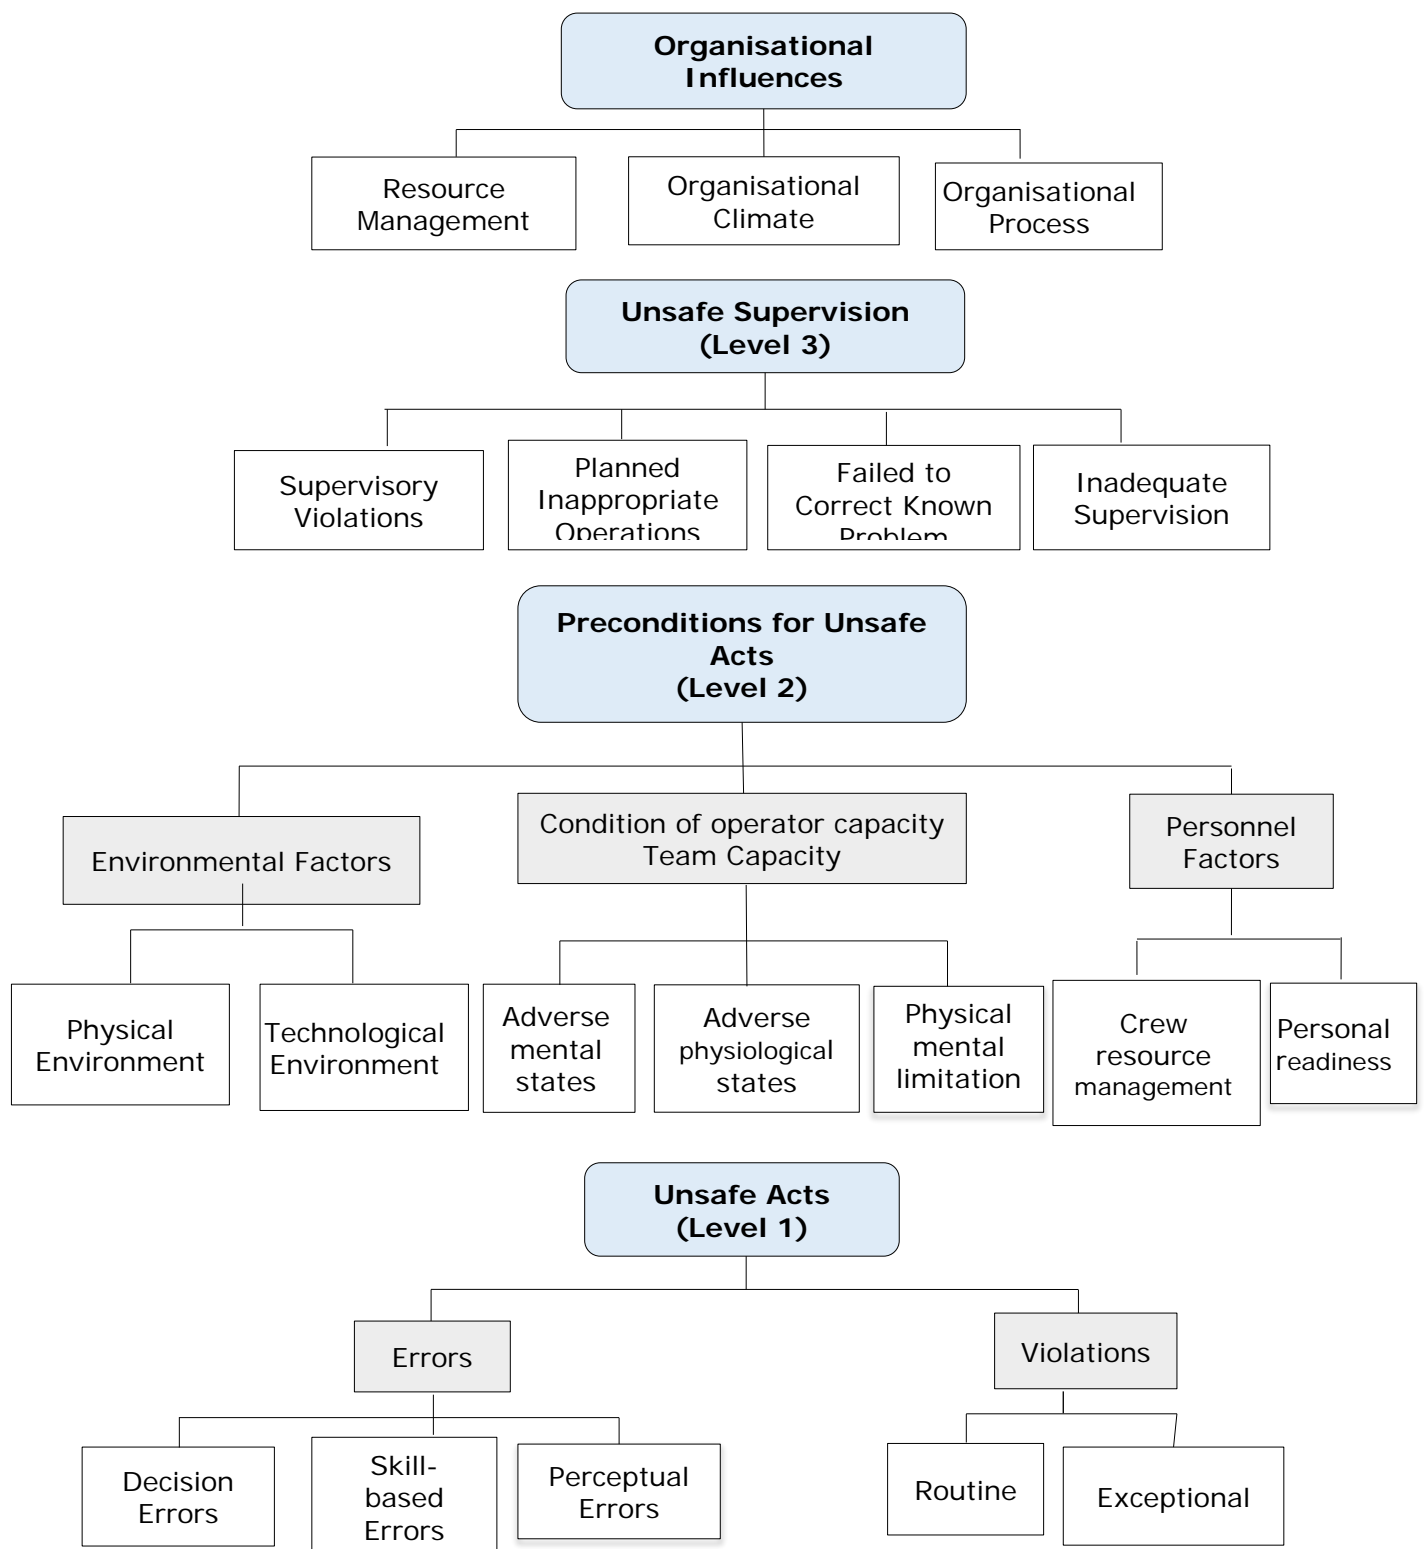 Organisational
Influences
Resource
Management
Organisational
Climate
Organisational
Process
Unsafe Supervision
(Level 3)
Supervisory
Violations
Planned
Inappropriate
Operations
Failed to
Correct Known
Problem
Inadequate
Supervision
Preconditions for Unsafe
Acts
(Level 2)
Environmental Factors
Condition of operator capacity
Team Capacity
Personnel
Factors
Physical
Environment
Technological
Environment
Adverse
mental
states
Adverse
physiological
states
Physical
mental
limitation
Crew
resource
management
Personal
readiness
Unsafe Acts
(Level 1)
Errors
Violations
Decision
Errors
Skill-
based
Errors
Perceptual
Errors
Routine
Exceptional